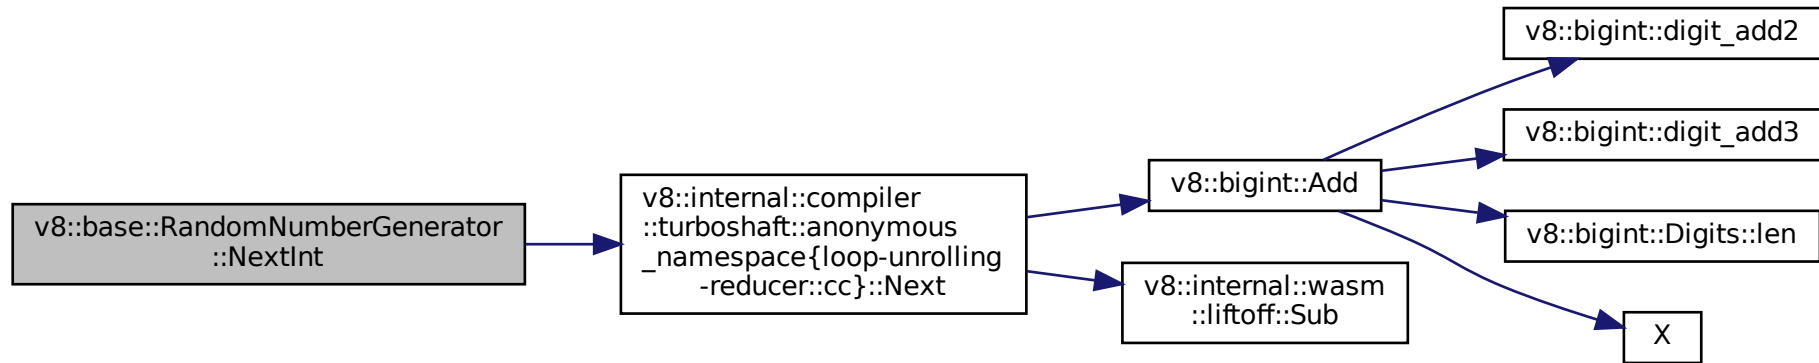 v8::base::RandomNumberGenerator
::NextInt
v8::internal::compiler
::turboshaft::anonymous
_namespace{loop-unrolling
-reducer::cc}::Next
v8::bigint::Add
v8::internal::wasm
::liftoff::Sub
v8::bigint::digit_add2
v8::bigint::digit_add3
v8::bigint::Digits::len
X